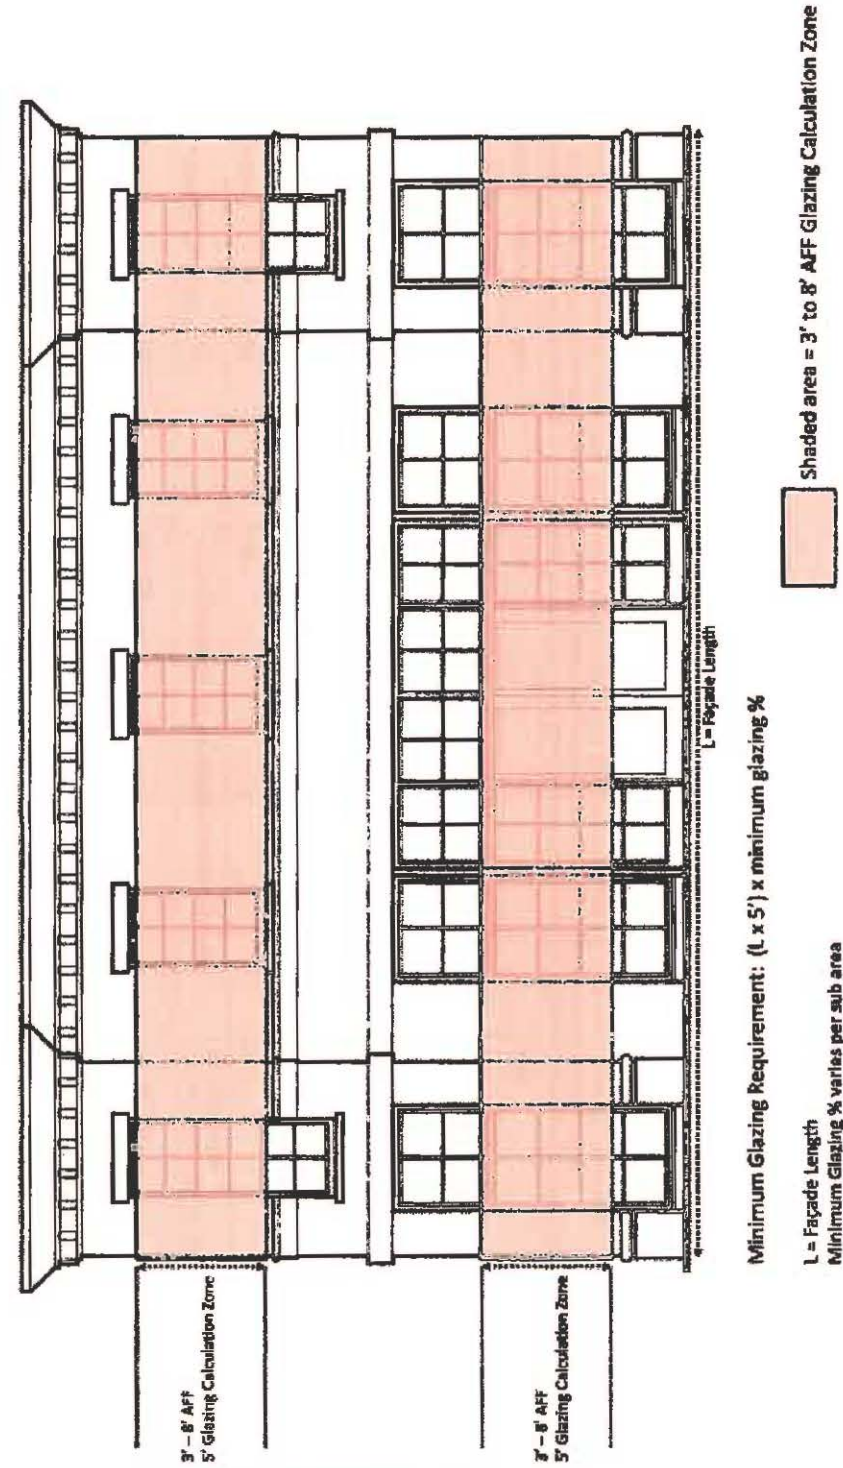 3' – 8' AFF
5' Glazing Calculation Zone
3' – 8' AFF
5' Glazing Calculation Zone
L = Façade Length
Minimum Glazing Requirement: (L x 5') x minimum glazing %
L = Façade Length
Minimum Glazing % varies per sub area
Shaded area = 3' to 8' AFF Glazing Calculation Zone